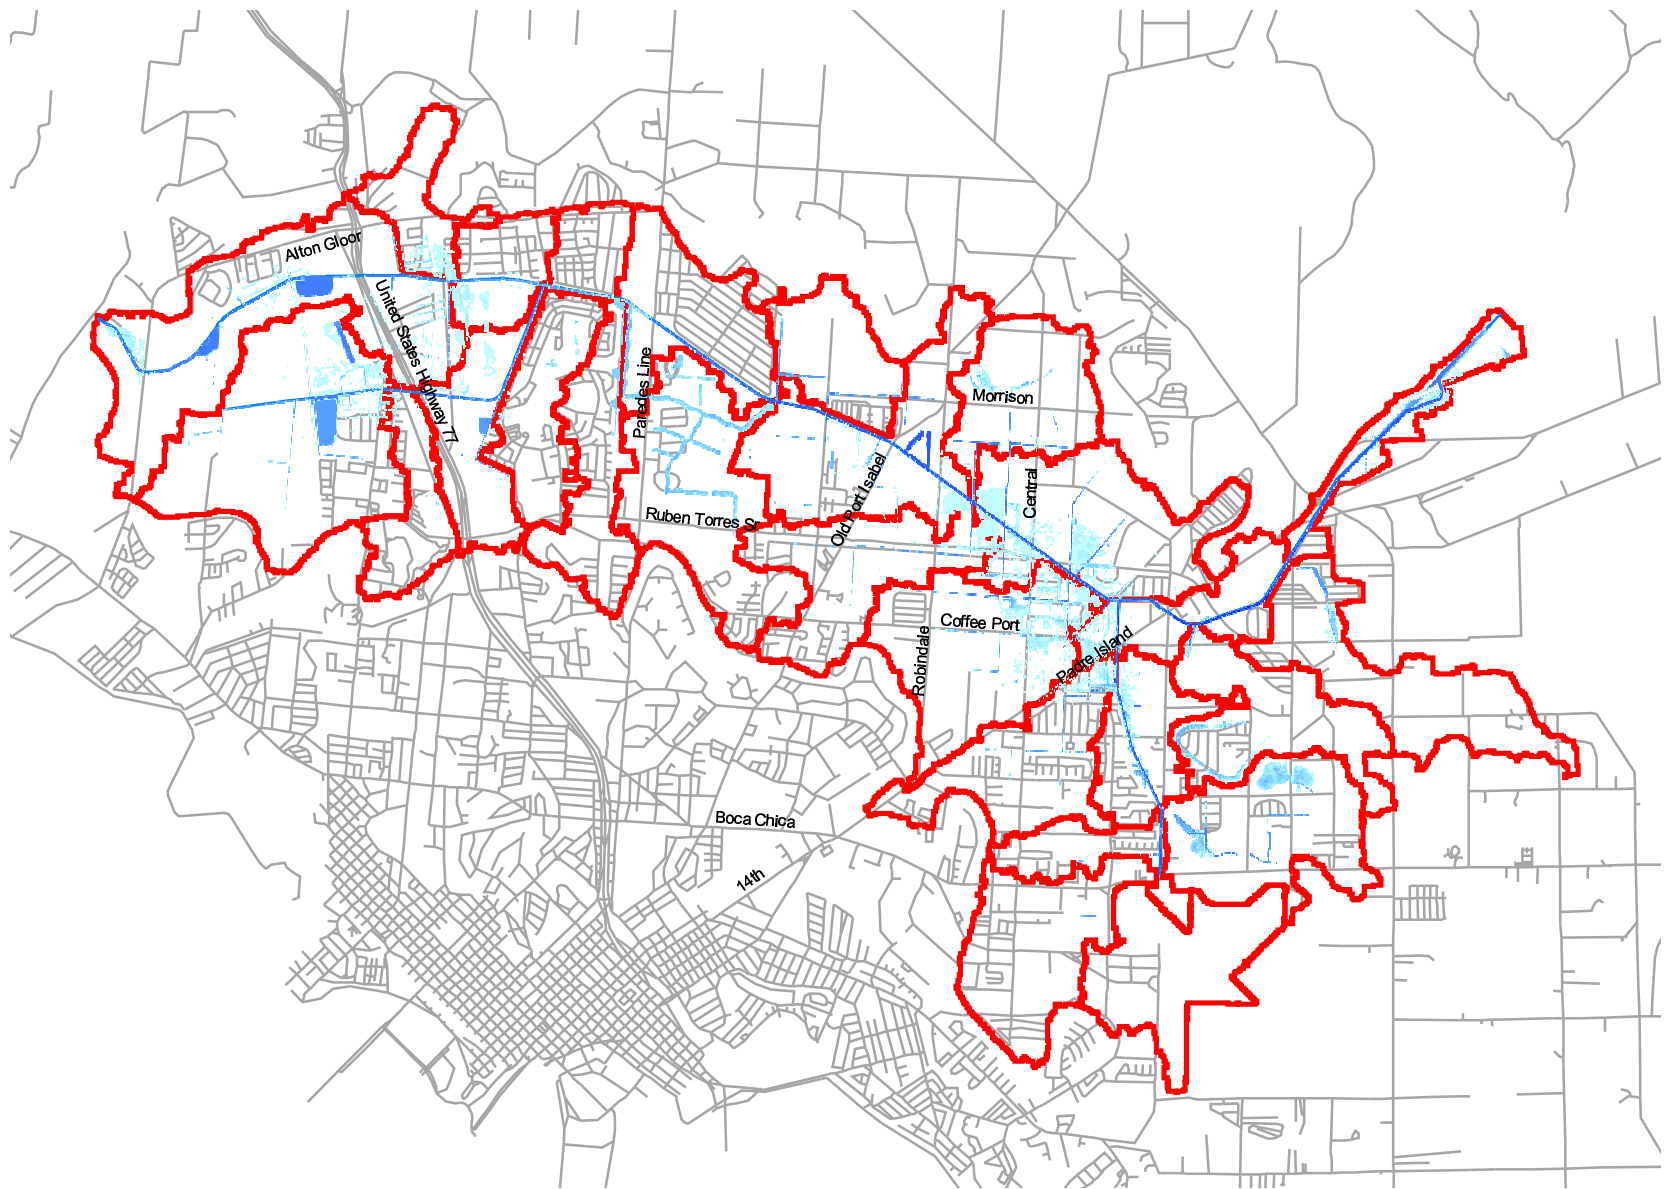 Alton Gloor
United States Highway 77
Paredes Line
Morrison
Old Port Isabel
Central
Ruben Torres Sr
Coffee Port
Robindale
Padre Island
Boca Chica
14th